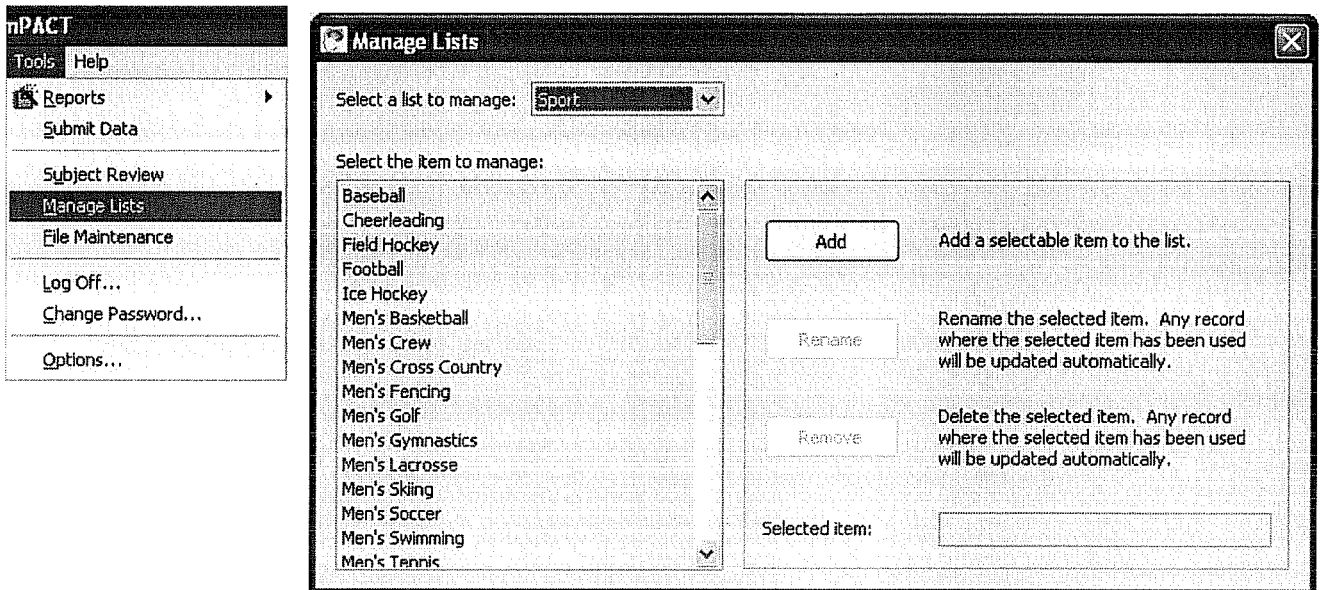 mPACT
Tools Help
Reports
Submit Data
Subject Review
Manage Lists
File Maintenance
Log Off...
Change Password...
Options...
Manage Lists
Select a list to manage: Sport
Select the item to manage:
Baseball
Cheerleading
Field Hockey
Football
Ice Hockey
Men's Basketball
Men's Crew
Men's Cross Country
Men's Fencing
Men's Golf
Men's Gymnastics
Men's Lacrosse
Men's Skiing
Men's Soccer
Men's Swimming
Men's Tennis
Add
Add a selectable item to the list.
Rename
Rename the selected item. Any record
where the selected item has been used
will be updated automatically.
Remove
Delete the selected item. Any record
where the selected item has been used
will be updated automatically.
Selected item: